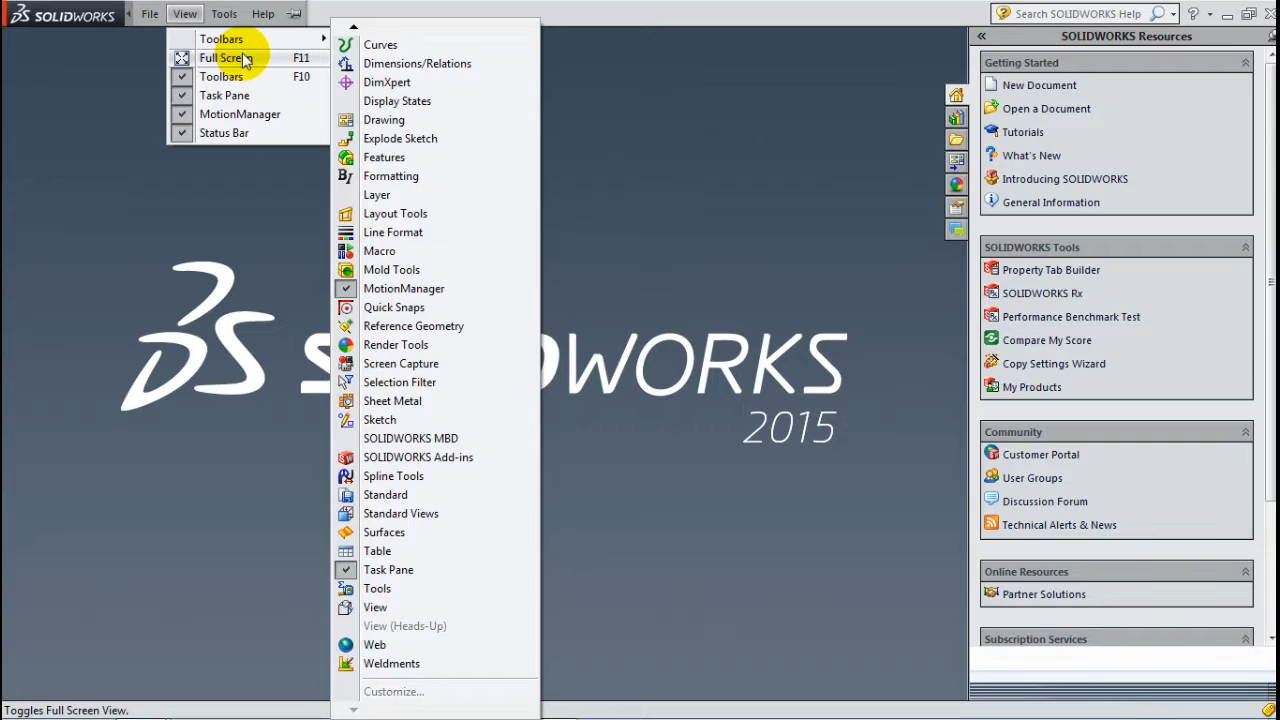 SOLIDWORKS
File
View
Tools
Help
Search SOLIDWORKS Help
Toolbars
Full Screen F11
Toolbars F10
Task Pane
MotionManager
Status Bar
Curves
Dimensions/Relations
DimXpert
Display States
Drawing
Explode Sketch
Features
Formatting
Layer
Layout Tools
Line Format
Macro
Mold Tools
MotionManager
Quick Snaps
Reference Geometry
Render Tools
Screen Capture
Selection Filter
Sheet Metal
Sketch
SOLIDWORKS MBD
SOLIDWORKS Add-ins
Spline Tools
Standard
Standard Views
Surfaces
Table
Task Pane
Tools
View
View (Heads-Up)
Web
Weldments
Customize...
SOLIDWORKS
2015
SOLIDWORKS Resources
Getting Started
New Document
Open a Document
Tutorials
What's New
Introducing SOLIDWORKS
General Information
SOLIDWORKS Tools
Property Tab Builder
SOLIDWORKS Rx
Performance Benchmark Test
Compare My Score
Copy Settings Wizard
My Products
Community
Customer Portal
User Groups
Discussion Forum
Technical Alerts & News
Online Resources
Partner Solutions
Subscription Services
Toggles Full Screen View.